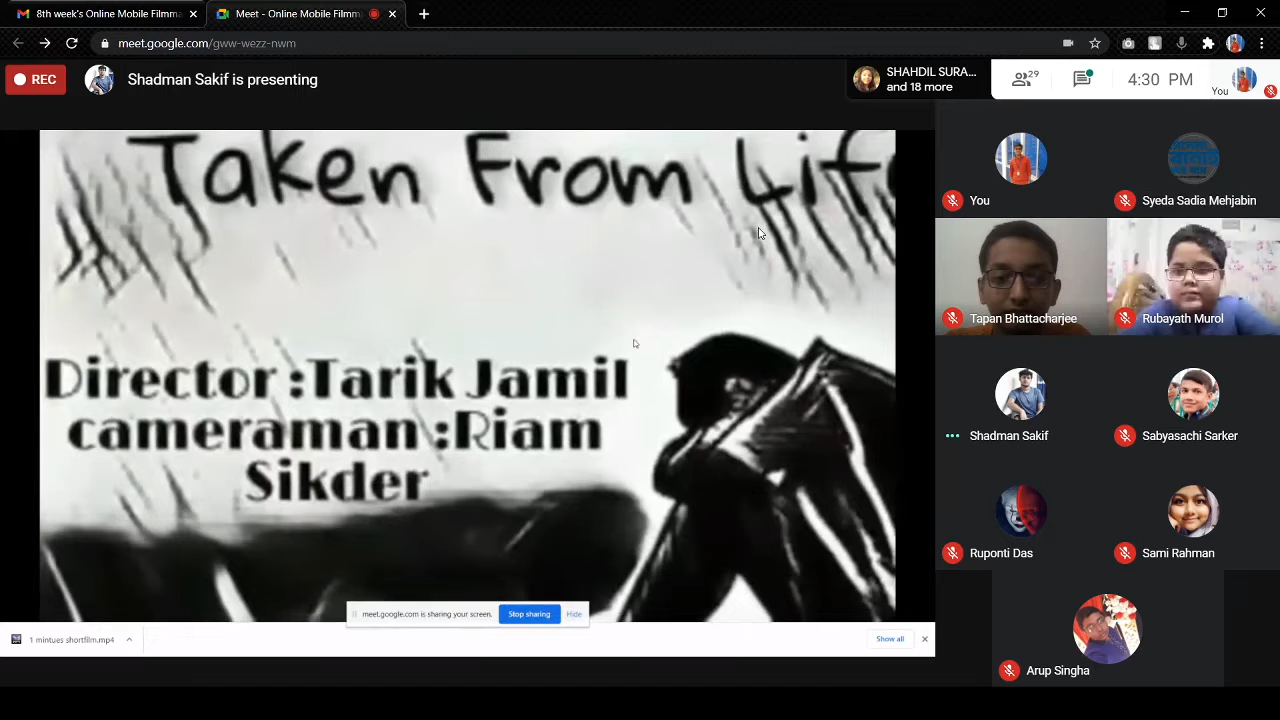 8th week's Online Mobile Filmma
Meet - Online Mobile Filmm
meet.google.com/gww-wezz-nwm
REC
Shadman Sakif is presenting
SHAHDIL SURA...
and 18 more
29
4:30 PM
You
Taken From Life
Director :Tarik Jamil
cameraman :Riam
Sikder
You
Syeda Sadia Mehjabin
Tapan Bhattacharjee
Rubayath Murol
Shadman Sakif
Sabyasachi Sarker
Ruponti Das
Sami Rahman
Arup Singha
meet.google.com is sharing your screen.
Stop sharing
Hide
1 mintues shortfilm.mp4
Show all